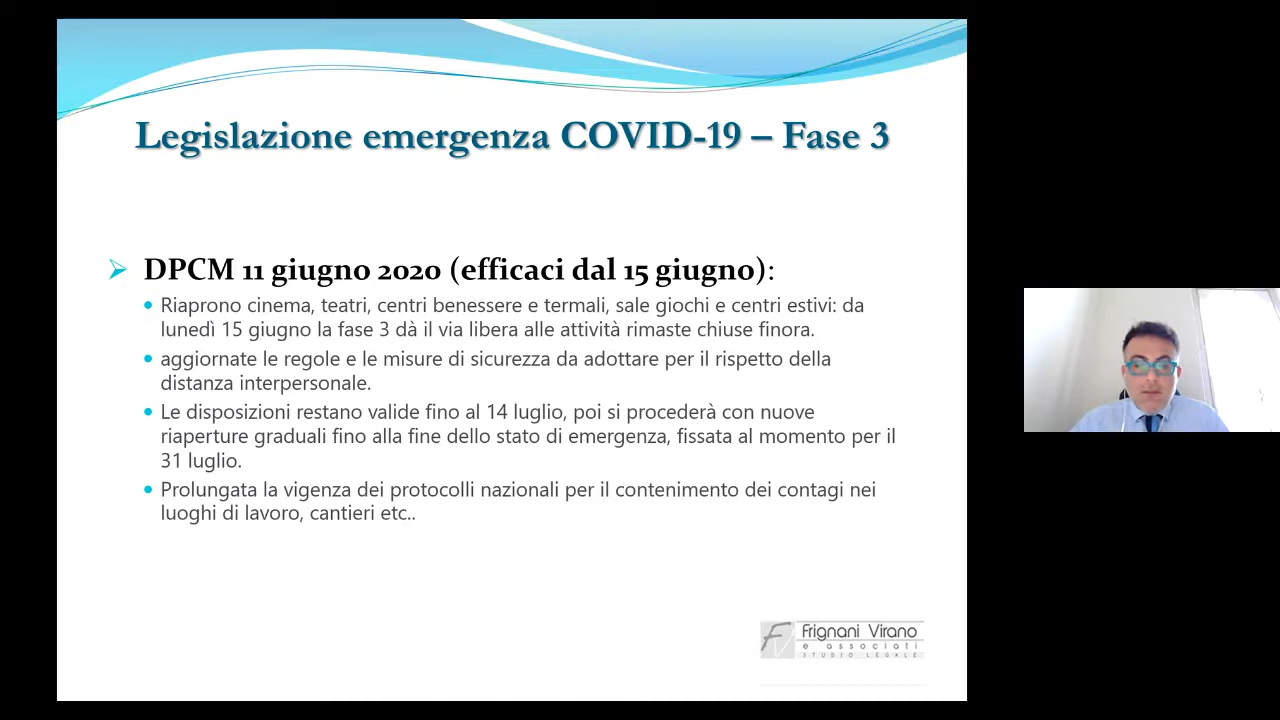 Legislazione emergenza COVID-19 – Fase 3
DPCM 11 giugno 2020 (efficaci dal 15 giugno):
Riaprono cinema, teatri, centri benessere e termali, sale giochi e centri estivi: da
lunedì 15 giugno la fase 3 dà il via libera alle attività rimaste chiuse finora.
aggiornate le regole e le misure di sicurezza da adottare per il rispetto della
distanza interpersonale.
Le disposizioni restano valide fino al 14 luglio, poi si procederà con nuove
riaperture graduali fino alla fine dello stato di emergenza, fissata al momento per il
31 luglio.
Prolungata la vigenza dei protocolli nazionali per il contenimento dei contagi nei
luoghi di lavoro, cantieri etc..
FV
Frignani Virano
e associati
STUDIO LEGALE